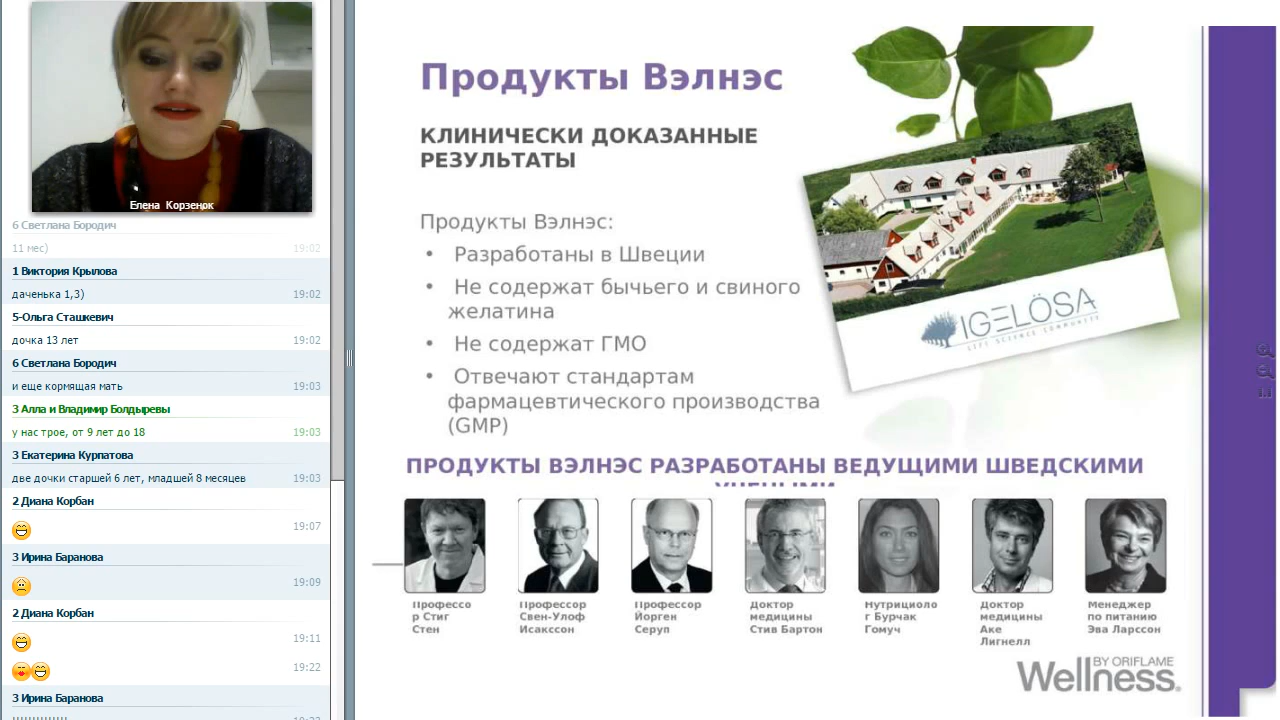 Елена Корзенок
6 Светлана Бородич
11 мес)
19:02
1 Виктория Крылова
даченька 1,3)
19:02
5-Ольга Сташкевич
дочка 13 лет
19:02
6 Светлана Бородич
и еще кормящая мать
19:03
3 Алла и Владимир Болдыревы
у нас трое, от 9 лет до 18
19:03
3 Екатерина Курпатова
две дочки старшей 6 лет, младшей 8 месяцев
19:03
2 Диана Корбан
19:07
3 Ирина Баранова
19:09
2 Диана Корбан
19:11
19:22
3 Ирина Баранова
Продукты Вэлнэс
КЛИНИЧЕСКИ ДОКАЗАННЫЕ
РЕЗУЛЬТАТЫ
Продукты Вэлнэс:
• Разработаны в Швеции
• Не содержат бычьего и свиного
желатина
• Не содержат ГМО
• Отвечают стандартам
фармацевтического производства
(GMP)
IGELÖSA
LIFE SCIENCE COMMUNITY
ПРОДУКТЫ ВЭЛНЭС РАЗРАБОТАНЫ ВЕДУЩИМИ ШВЕДСКИМИ
УЧЕНЫМИ
Профессо
р Стиг
Стен
Профессор
Свен-Улоф
Исакссон
Профессор
Йорген
Серуп
Доктор
медицины
Стив Бартон
Нутрициоло
г Бурчак
Гомуч
Доктор
медицины
Аке
Лигнелл
Менеджер
по питанию
Эва Ларссон
BY ORIFLAME
Wellness.